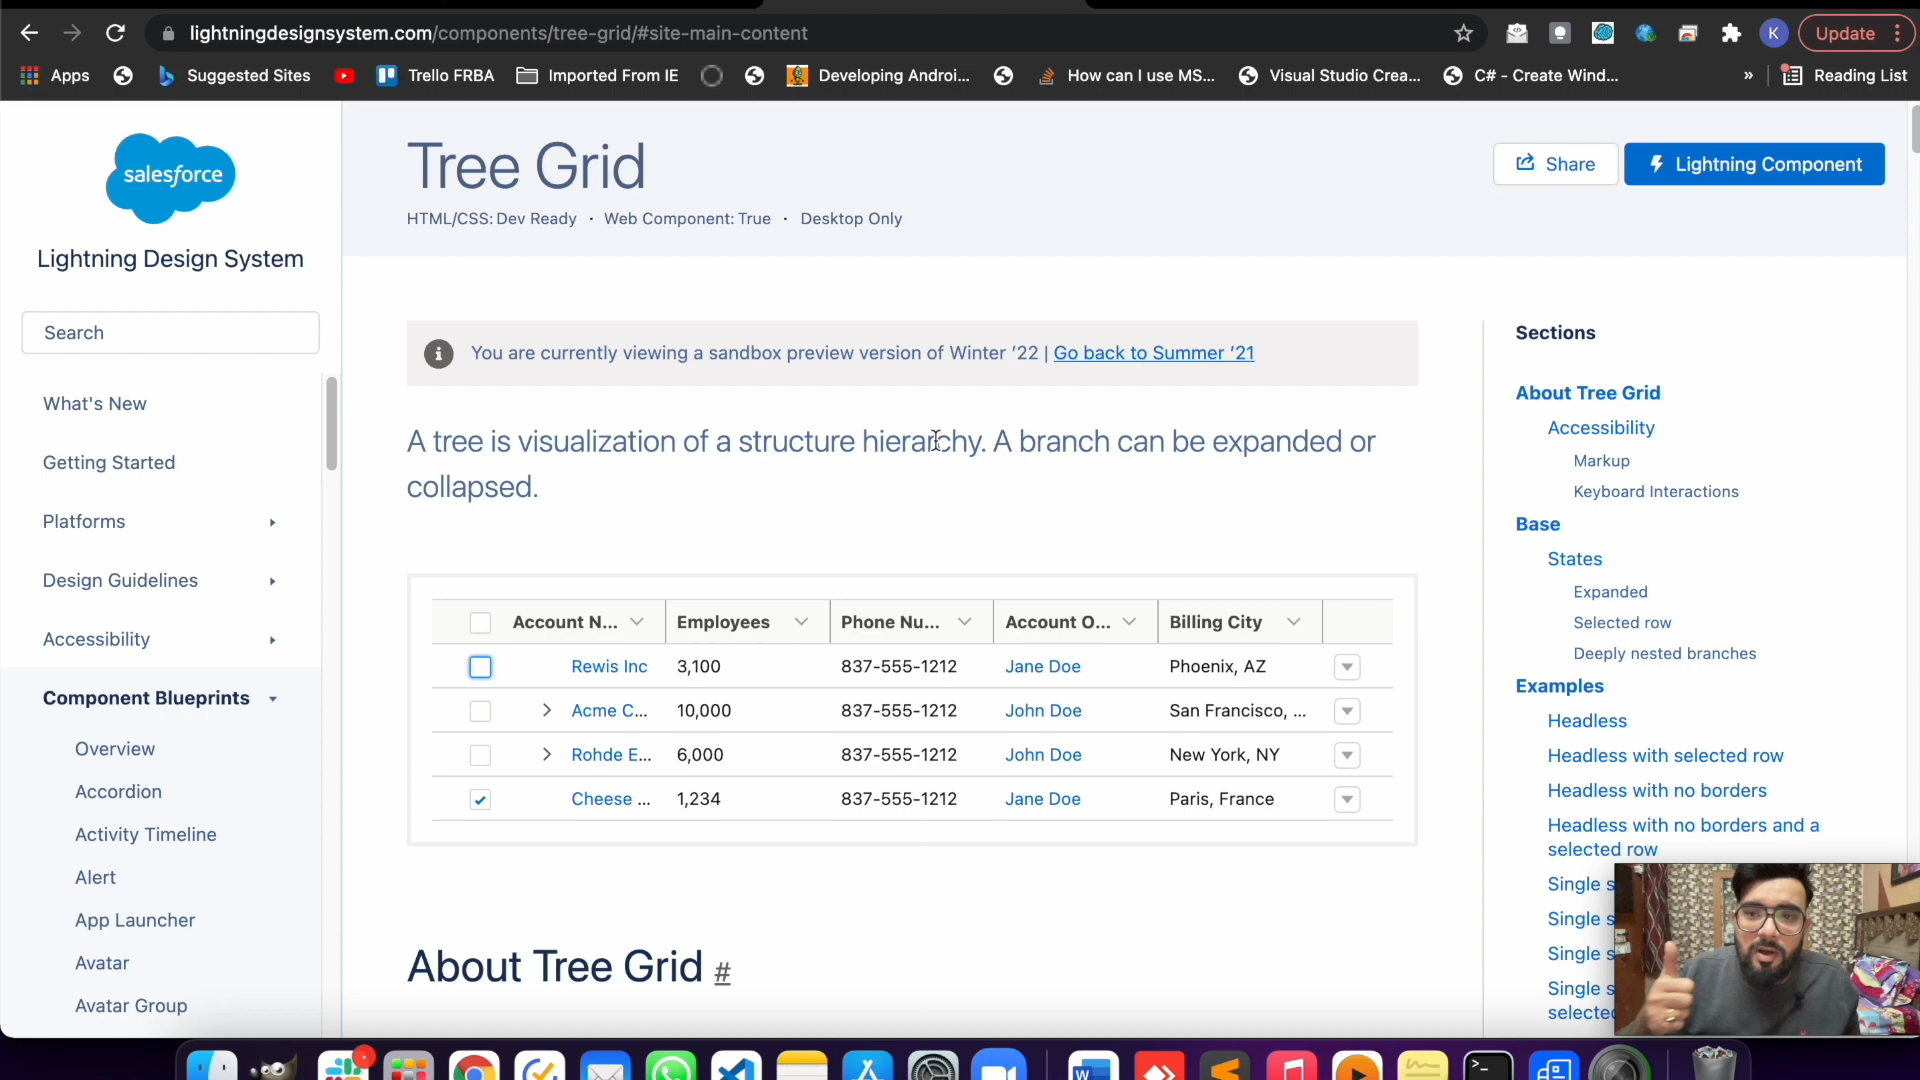 lightningdesignsystem.com/components/tree-grid/#site-main-content
K
Update
Apps
Suggested Sites
Trello FRBA
Imported From IE
Developing Androi...
How can I use MS...
Visual Studio Crea...
C# - Create Wind...
»
Reading List
salesforce
Lightning Design System
Search
What's New
Getting Started
Platforms
Design Guidelines
Accessibility
Component Blueprints
Overview
Accordion
Activity Timeline
Alert
App Launcher
Avatar
Avatar Group
Tree Grid
HTML/CSS: Dev Ready · Web Component: True · Desktop Only
Share
Lightning Component
You are currently viewing a sandbox preview version of Winter ’22 | Go back to Summer ’21
A tree is visualization of a structure hierarchy. A branch can be expanded or
collapsed.
Account N... Employees Phone Nu... Account O... Billing City
Rewis Inc 3,100 837-555-1212 Jane Doe Phoenix, AZ
Acme C... 10,000 837-555-1212 John Doe San Francisco, ...
Rohde E... 6,000 837-555-1212 John Doe New York, NY
Cheese ... 1,234 837-555-1212 Jane Doe Paris, France
About Tree Grid #
Sections
About Tree Grid
Accessibility
Markup
Keyboard Interactions
Base
States
Expanded
Selected row
Deeply nested branches
Examples
Headless
Headless with selected row
Headless with no borders
Headless with no borders and a
selected row
Single s
Single s
Single s
Single s
selected
W